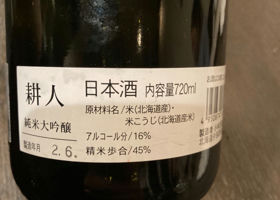 耕人
純米大吟醸
製造年月 2.6.
日本酒 内容量720ml
原材料名/米(北海道産)・
米こうじ(北海道産米)
アルコール分/16%
精米歩合/45%